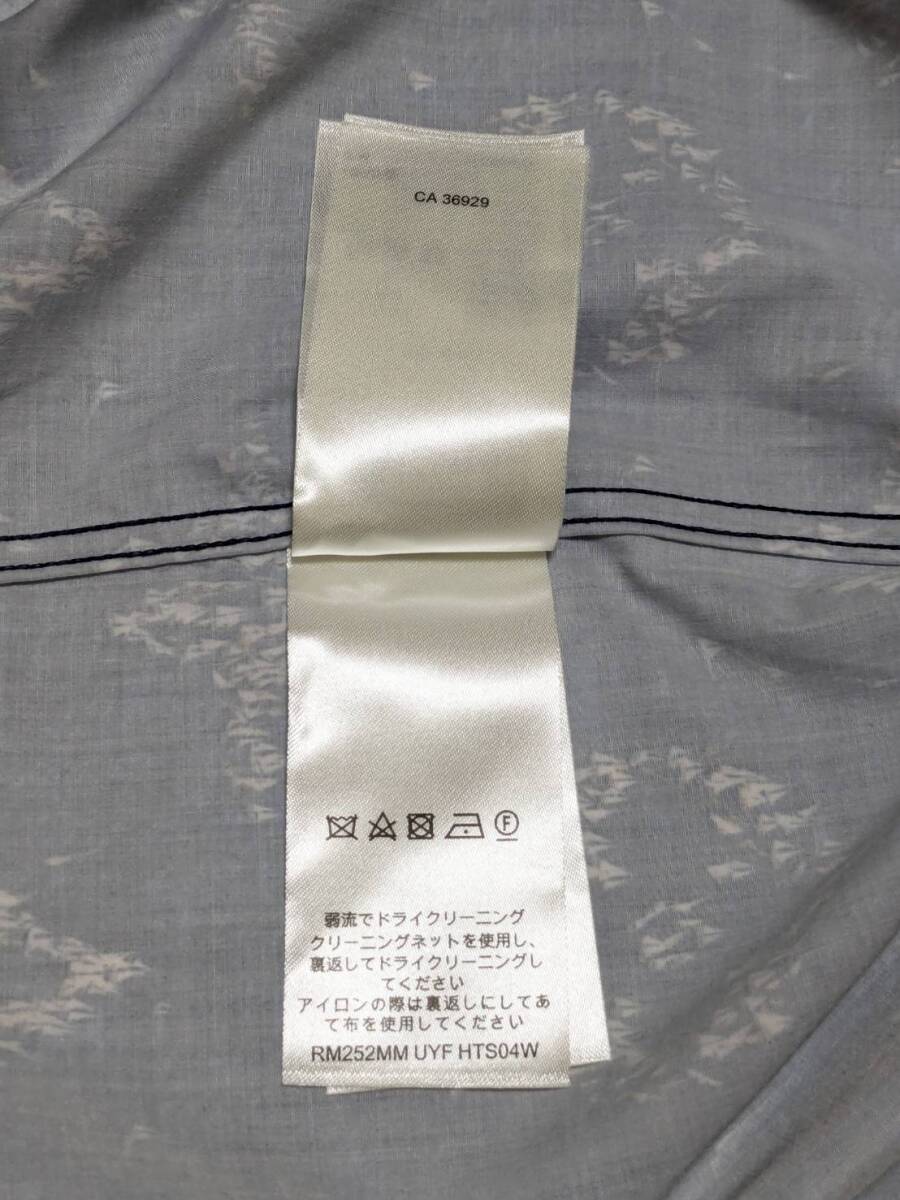 CA 36929
F
弱流でドライクリーニング
クリーニングネットを使用し、
裏返してドライクリーニングし
てください
アイロンの際は裏返しにしてあ
て布を使用してください
RM252MM UYF HTS04W